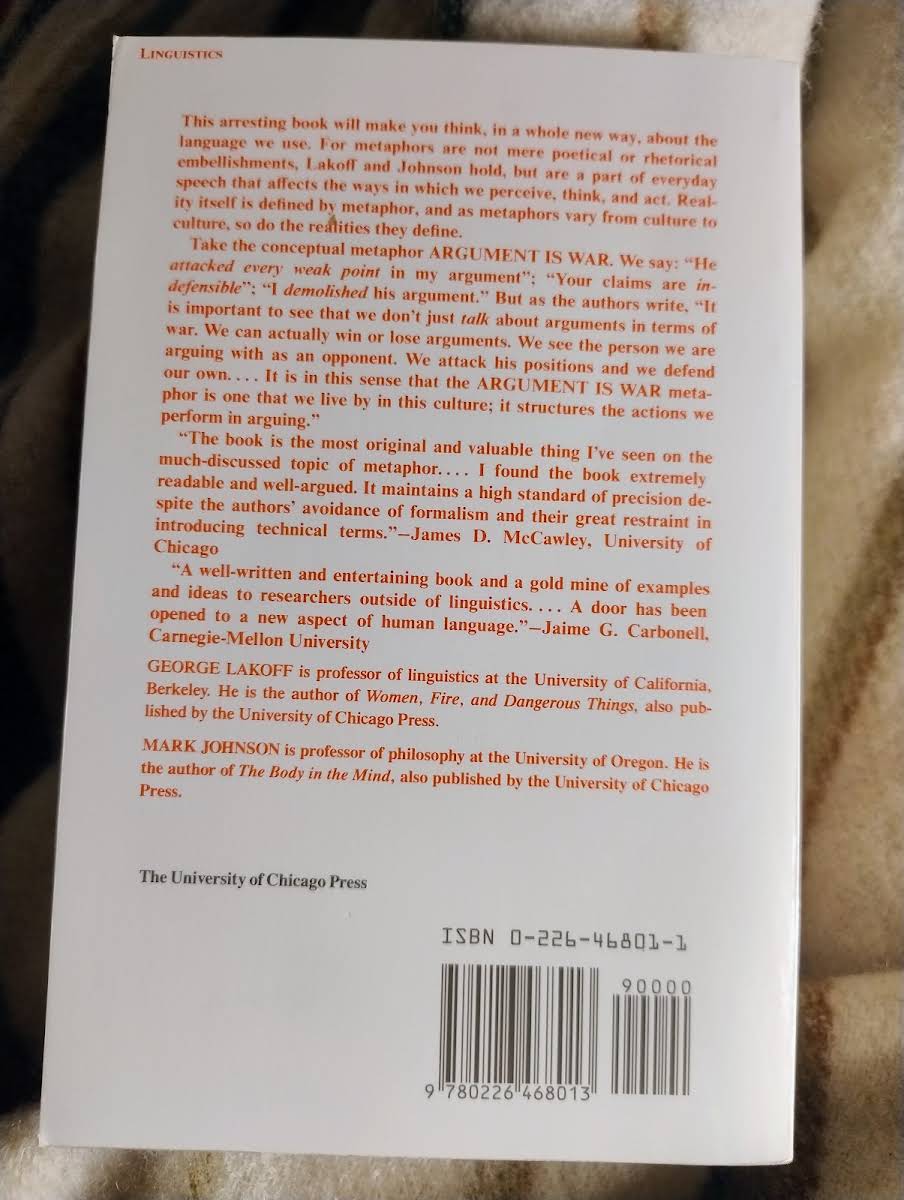 LINGUISTICS
This arresting book will make you think, in a whole new way, about the
language we use. For metaphors are not mere poetical or rhetorical
embellishments, Lakoff and Johnson hold, but are a part of everyday
speech that affects the ways in which we perceive, think, and act. Real-
ity itself is defined by metaphor, and as metaphors vary from culture to
culture, so do the realities they define.
Take the conceptual metaphor ARGUMENT IS WAR. We say: “He
attacked every weak point in my argument”; “Your claims are in-
defensible”; “I demolished his argument.” But as the authors write, “It
is important to see that we don’t just talk about arguments in terms of
war. We can actually win or lose arguments. We see the person we are
arguing with as an opponent. We attack his positions and we defend
our own.... It is in this sense that the ARGUMENT IS WAR meta-
phor is one that we live by in this culture; it structures the actions we
perform in arguing.”
“The book is the most original and valuable thing I’ve seen on the
much-discussed topic of metaphor.... I found the book extremely
readable and well-argued. It maintains a high standard of precision de-
spite the authors’ avoidance of formalism and their great restraint in
introducing technical terms.”—James D. McCawley, University of
Chicago
“A well-written and entertaining book and a gold mine of examples
and ideas to researchers outside of linguistics.... A door has been
opened to a new aspect of human language.”—Jaime G. Carbonell,
Carnegie-Mellon University
GEORGE LAKOFF is professor of linguistics at the University of California,
Berkeley. He is the author of Women, Fire, and Dangerous Things, also pub-
lished by the University of Chicago Press.
MARK JOHNSON is professor of philosophy at the University of Oregon. He is
the author of The Body in the Mind, also published by the University of Chicago
Press.
The University of Chicago Press
ISBN 0-226-46801-1
90000
9 780226 468013